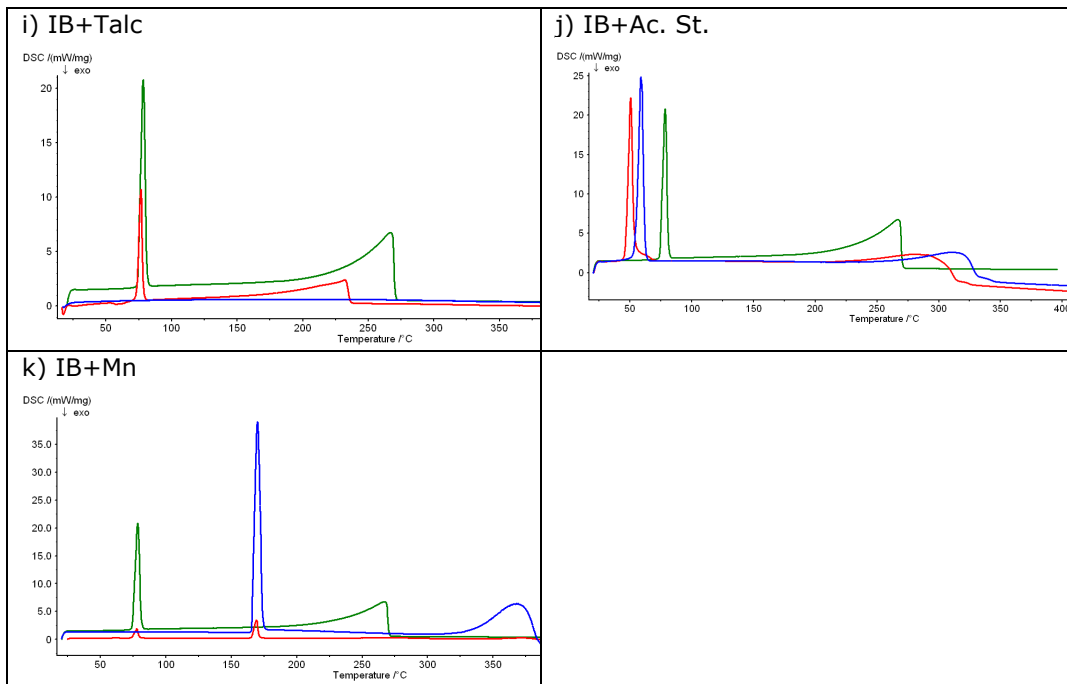 i) IB+Talc
DSC /(mW/mg)
↓ exo
20
15
10
5
0
50 100 150 200 250 300 350
Temperature /°C
j) IB+Ac. St.
DSC /(mW/mg)
↓ exo
25
20
15
10
5
0
50 100 150 200 250 300 350 400
Temperature /°C
k) IB+Mn
DSC /(mW/mg)
↓ exo
35.0
30.0
25.0
20.0
15.0
10.0
5.0
0
50 100 150 200 250 300 350
Temperature /°C